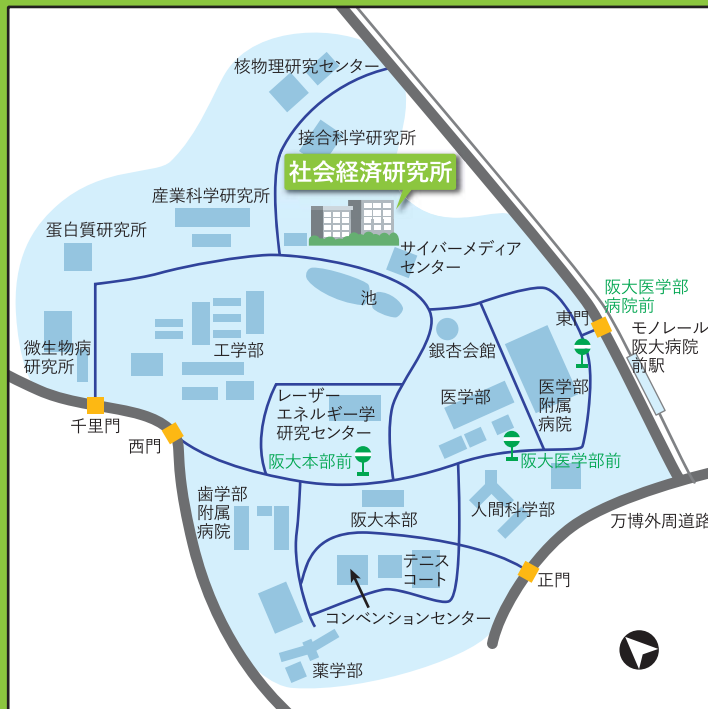 核物理研究センター
接合科学研究所
社会経済研究所
産業科学研究所
蛋白質研究所
サイバーメディア
センター
池
阪大医学部
病院前
東門
モノレール
阪大病院
前駅
微生物病
研究所
工学部
銀杏会館
医学部
医学部
附属
病院
レーザー
エネルギー学
研究センター
千里門
西門
阪大本部前
阪大医学部前
歯学部
附属
病院
阪大本部
人間科学部
万博外周道路
テニス
コート
正門
コンベンションセンター
薬学部